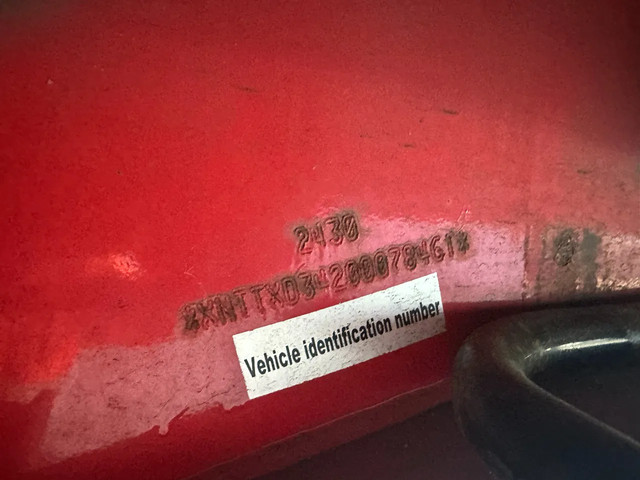 2430
*XNTTXD34200078461*
Vehicle identification number